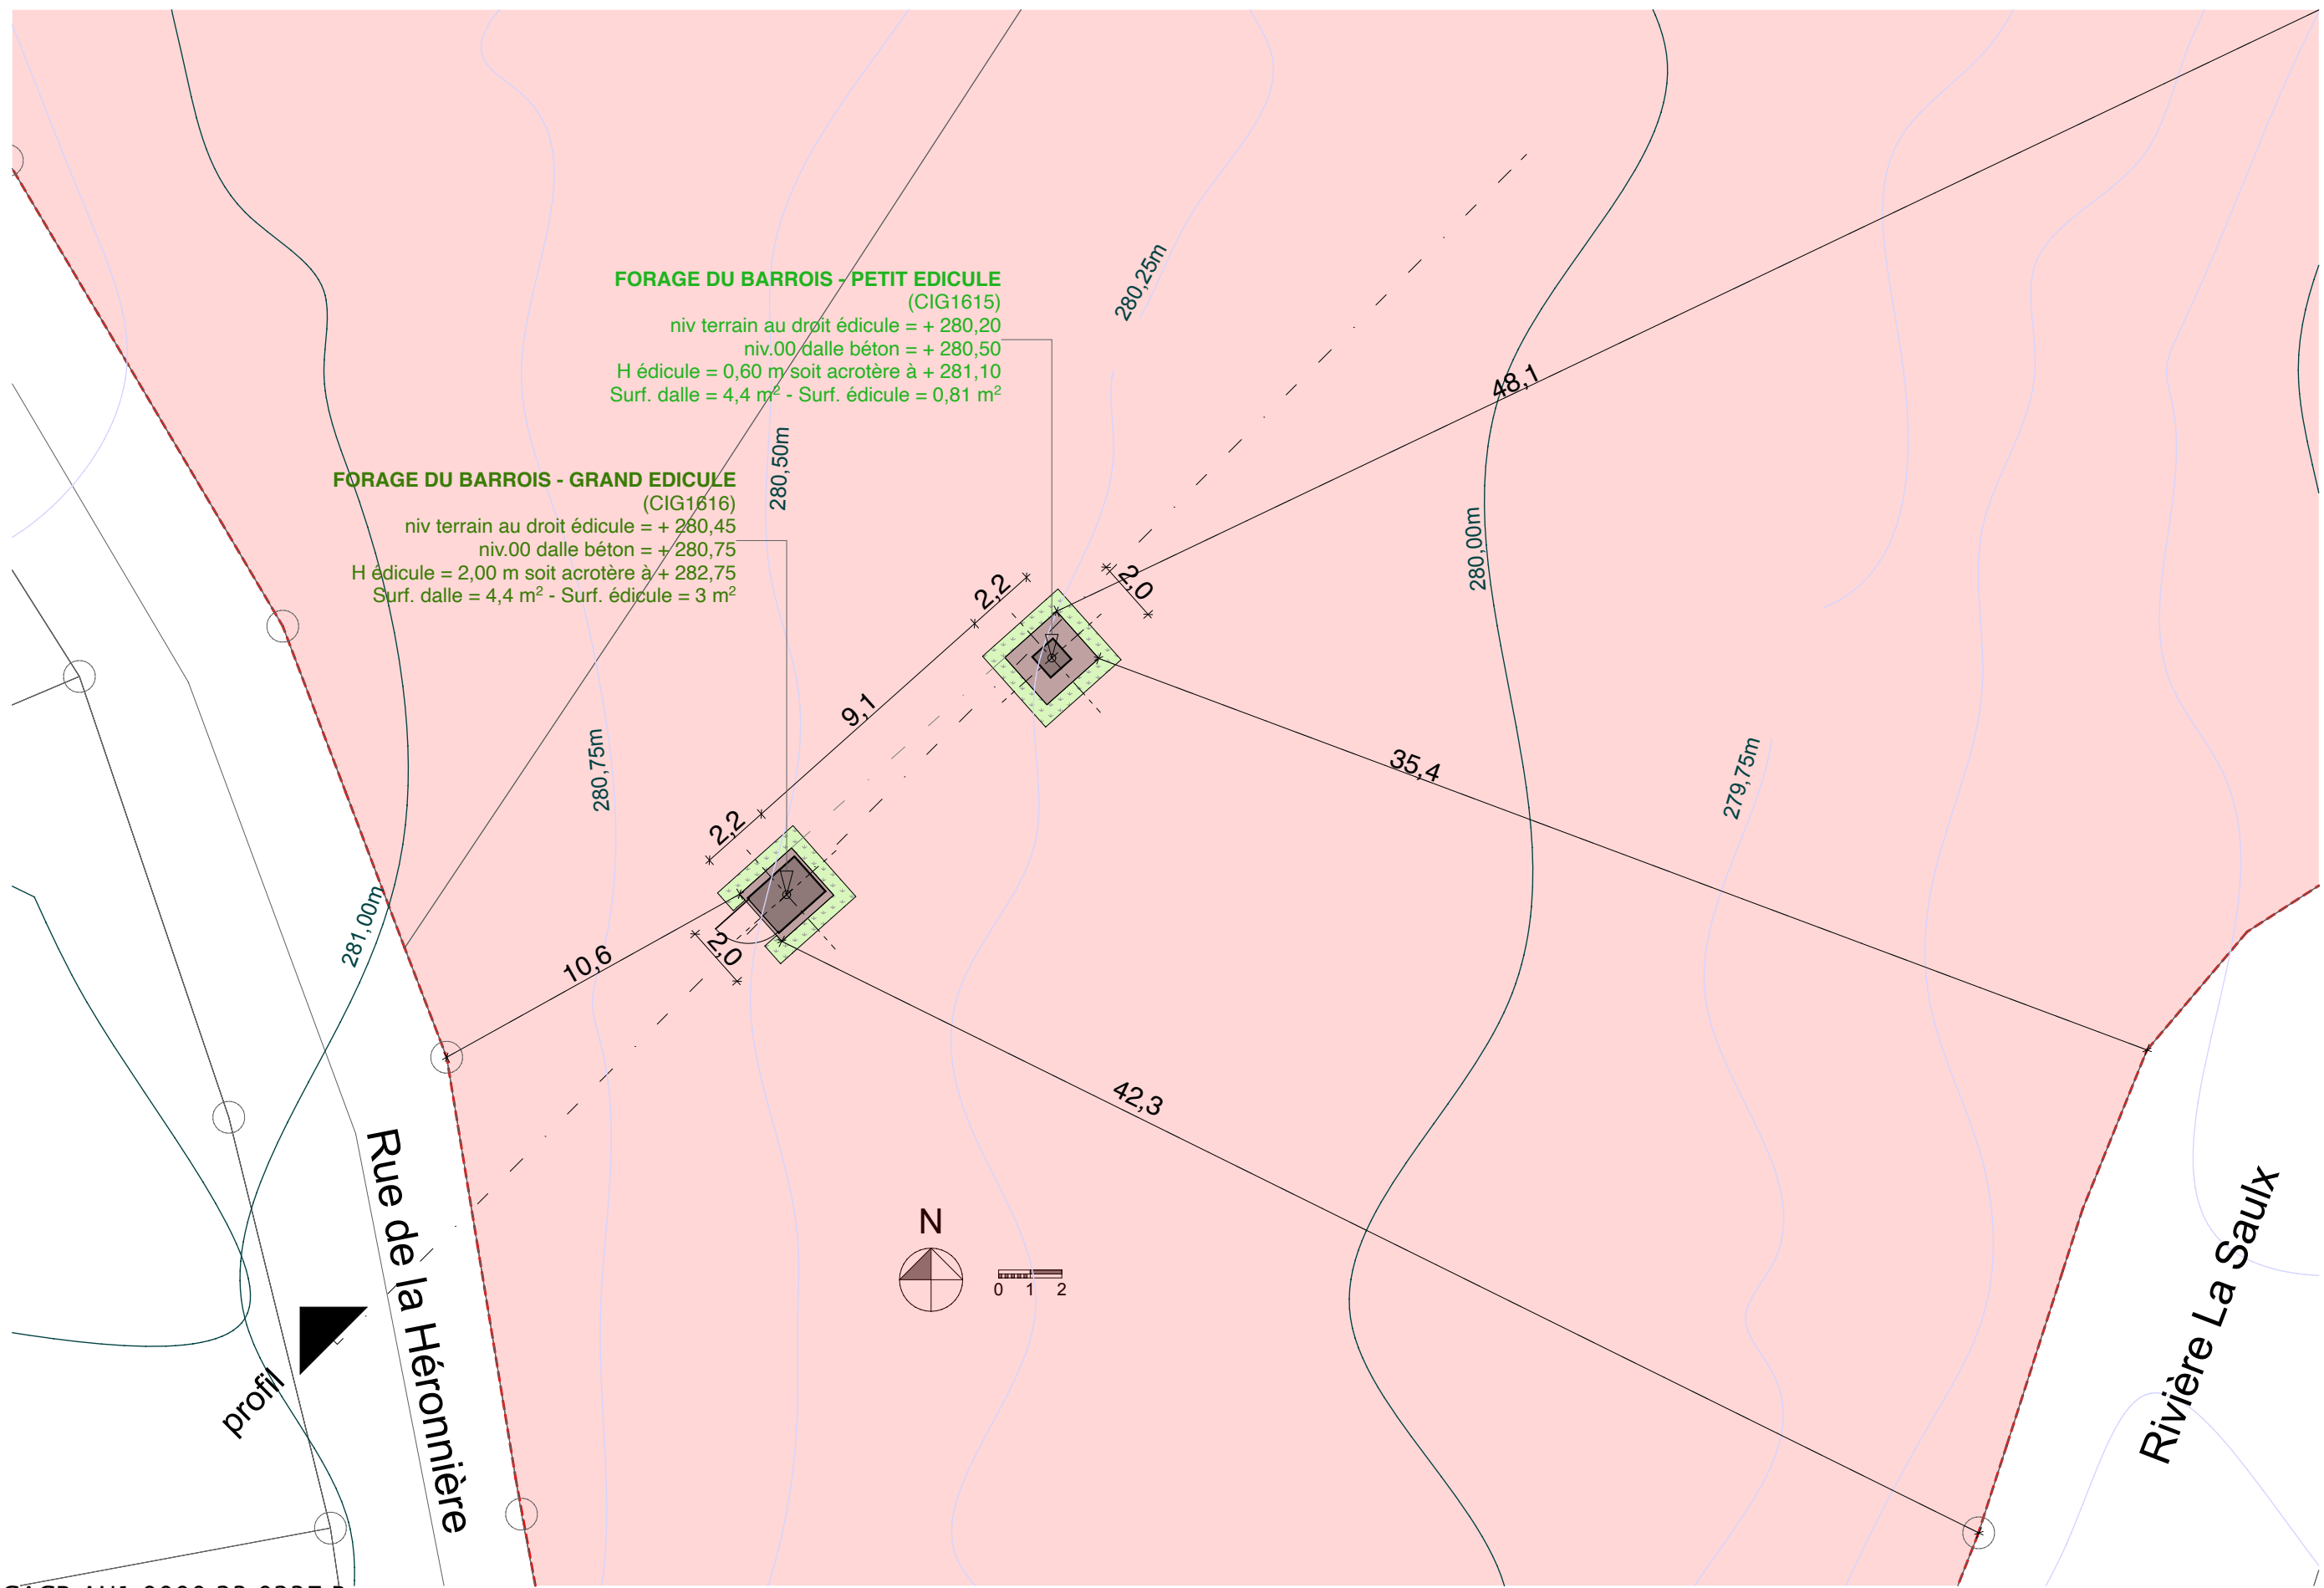 FORAGE DU BARROIS - PETIT EDICULE
(CIG1615)
niv terrain au droit édicule = + 280,20
niv.00 dalle béton = + 280,50
H édicule = 0,60 m soit acrotère à + 281,10
Surf. dalle = 4,4 m² - Surf. édicule = 0,81 m²
280,25m
48,1
280,50m
FORAGE DU BARROIS - GRAND EDICULE
(CIG1616)
niv terrain au droit édicule = + 280,45
niv.00 dalle béton = + 280,75
H édicule = 2,00 m soit acrotère à + 282,75
Surf. dalle = 4,4 m² - Surf. édicule = 3 m²
280,00m
2,2
2,0
9,1
35,4
280,75m
279,75m
2,2
281,00m
10,6
2,0
42,3
Rue de la Héronnière
N
0 1 2
profil
Rivière La Saulx